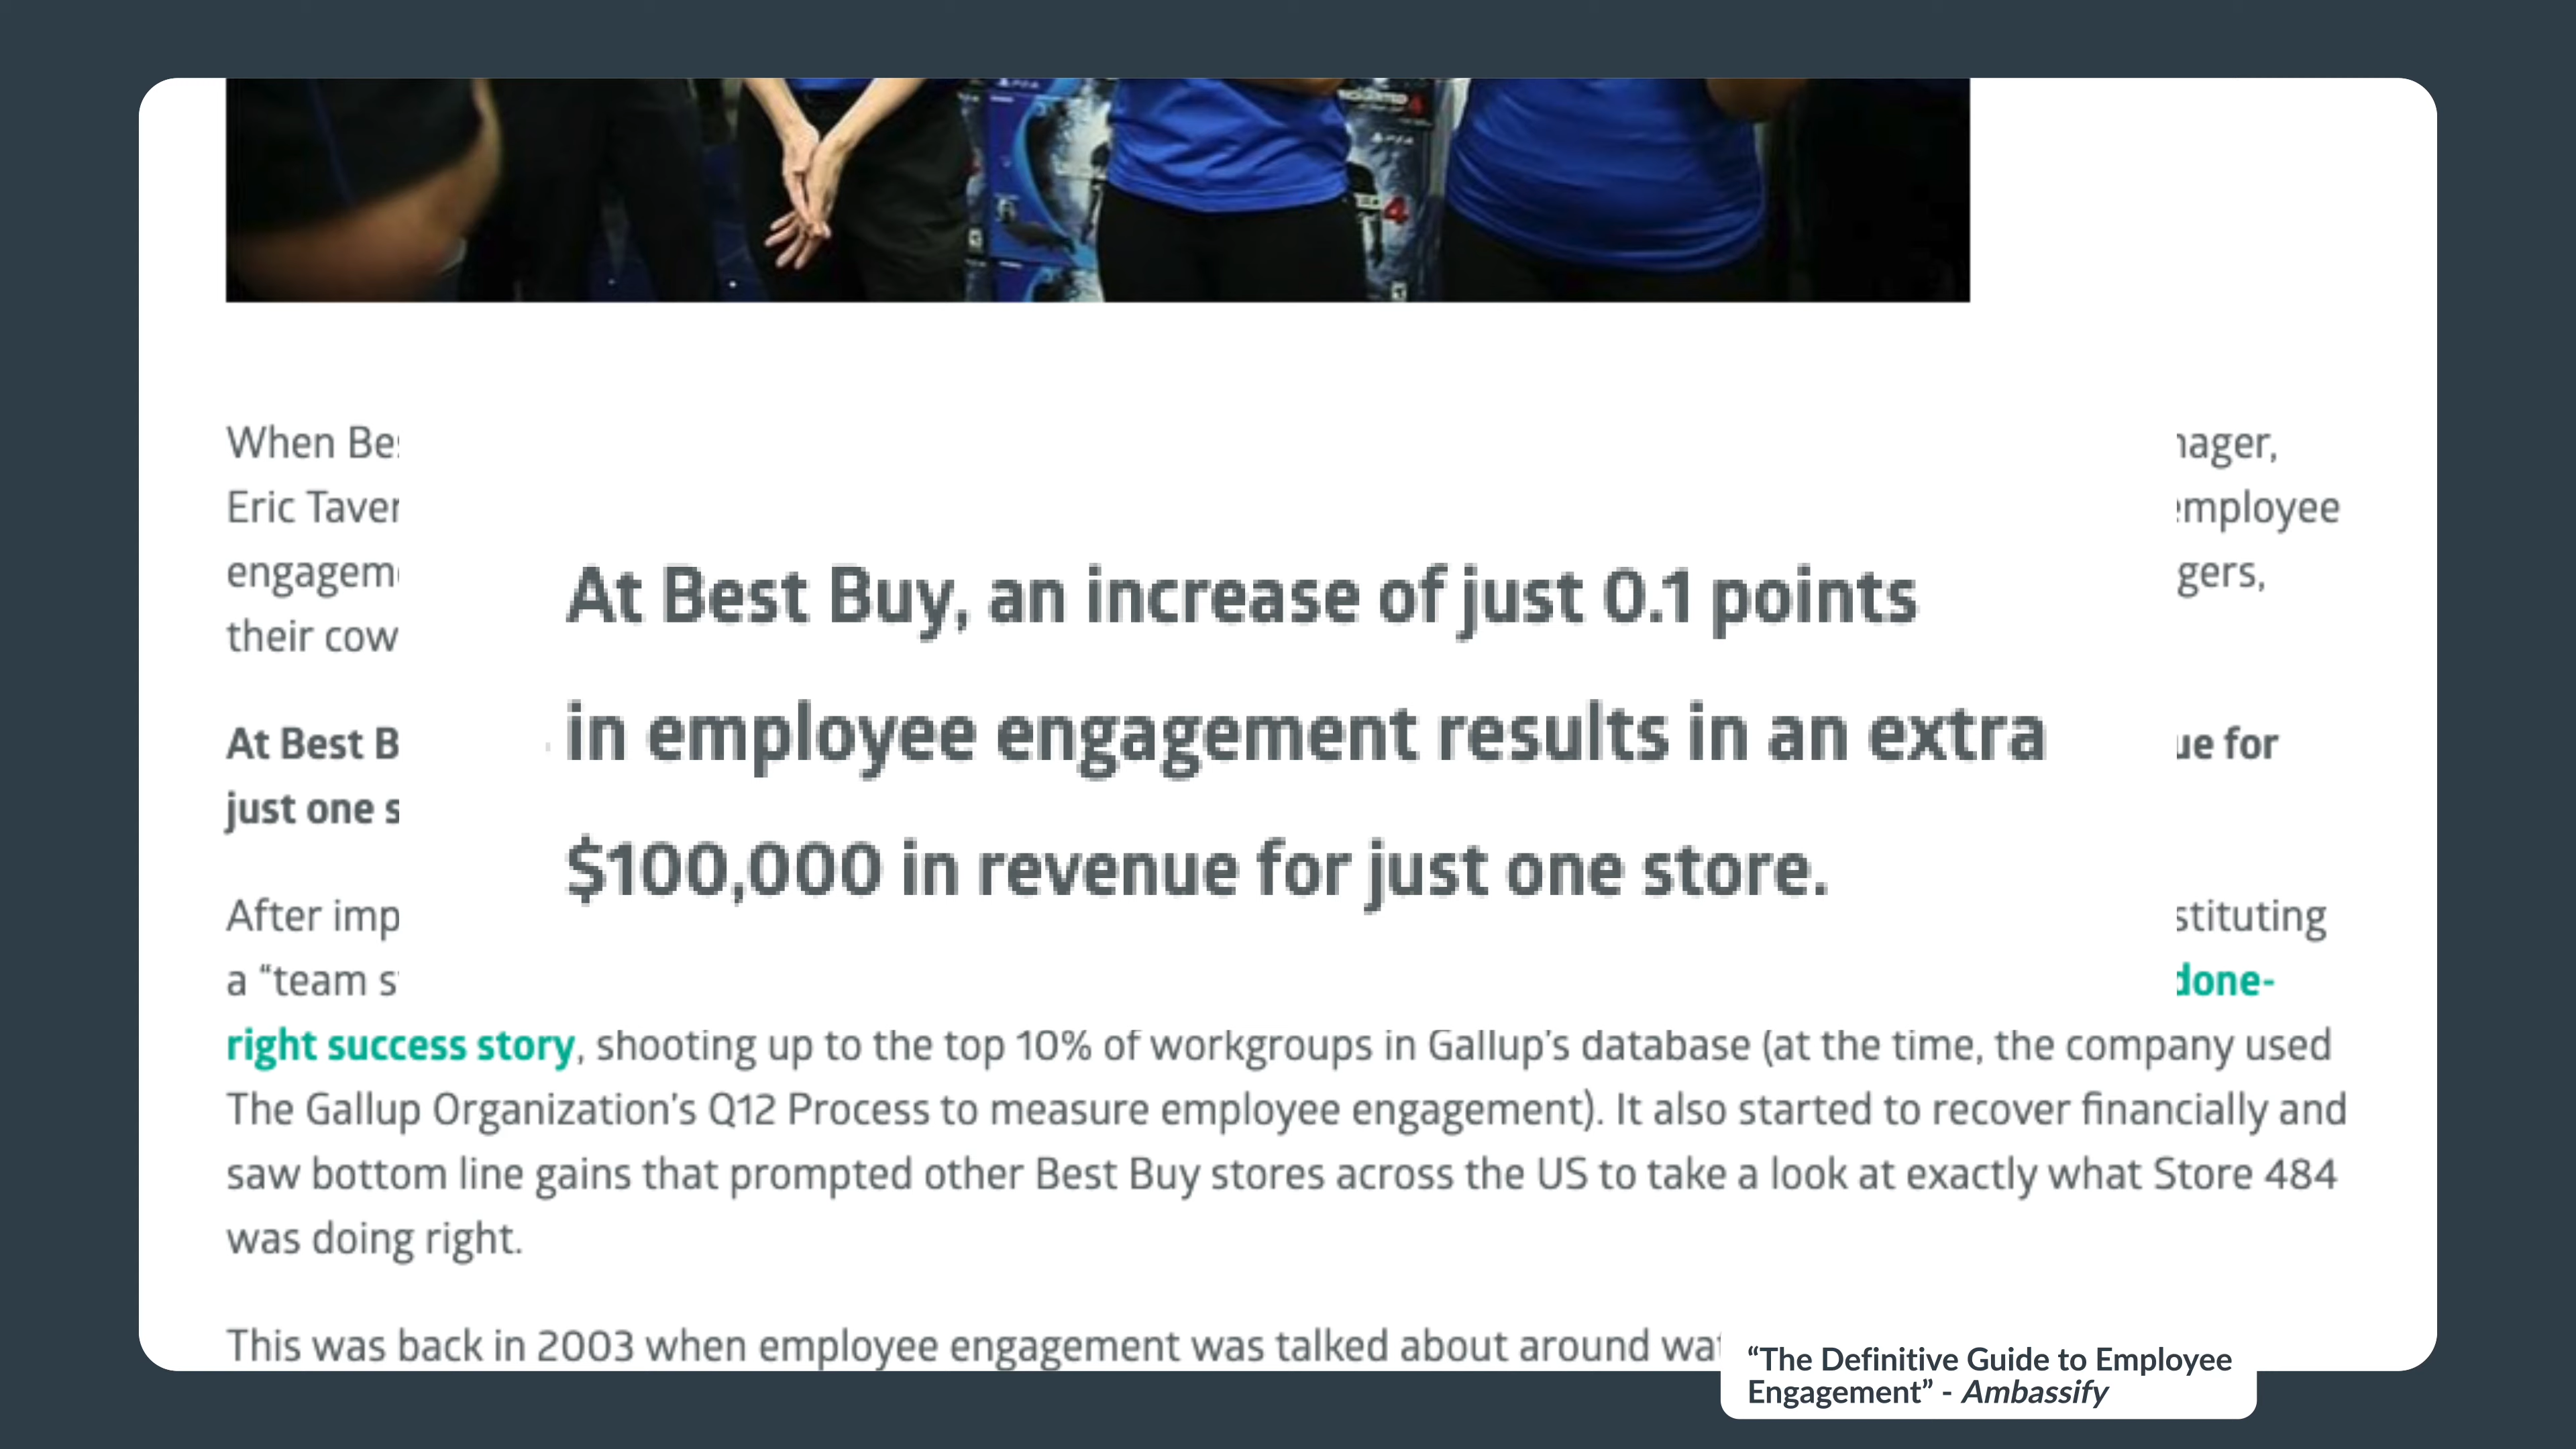 When Be
nager,
Eric Taver
employee
engagem
gers,
their cow
At Best Buy, an increase of just 0.1 points
in employee engagement results in an extra
$100,000 in revenue for just one store.
At Best B
ue for
just one s
After imp
stituting
a “team s
done-
right success story, shooting up to the top 10% of workgroups in Gallup’s database (at the time, the company used
The Gallup Organization’s Q12 Process to measure employee engagement). It also started to recover financially and
saw bottom line gains that prompted other Best Buy stores across the US to take a look at exactly what Store 484
was doing right.
This was back in 2003 when employee engagement was talked about around wat
“The Definitive Guide to Employee
Engagement” - Ambassify